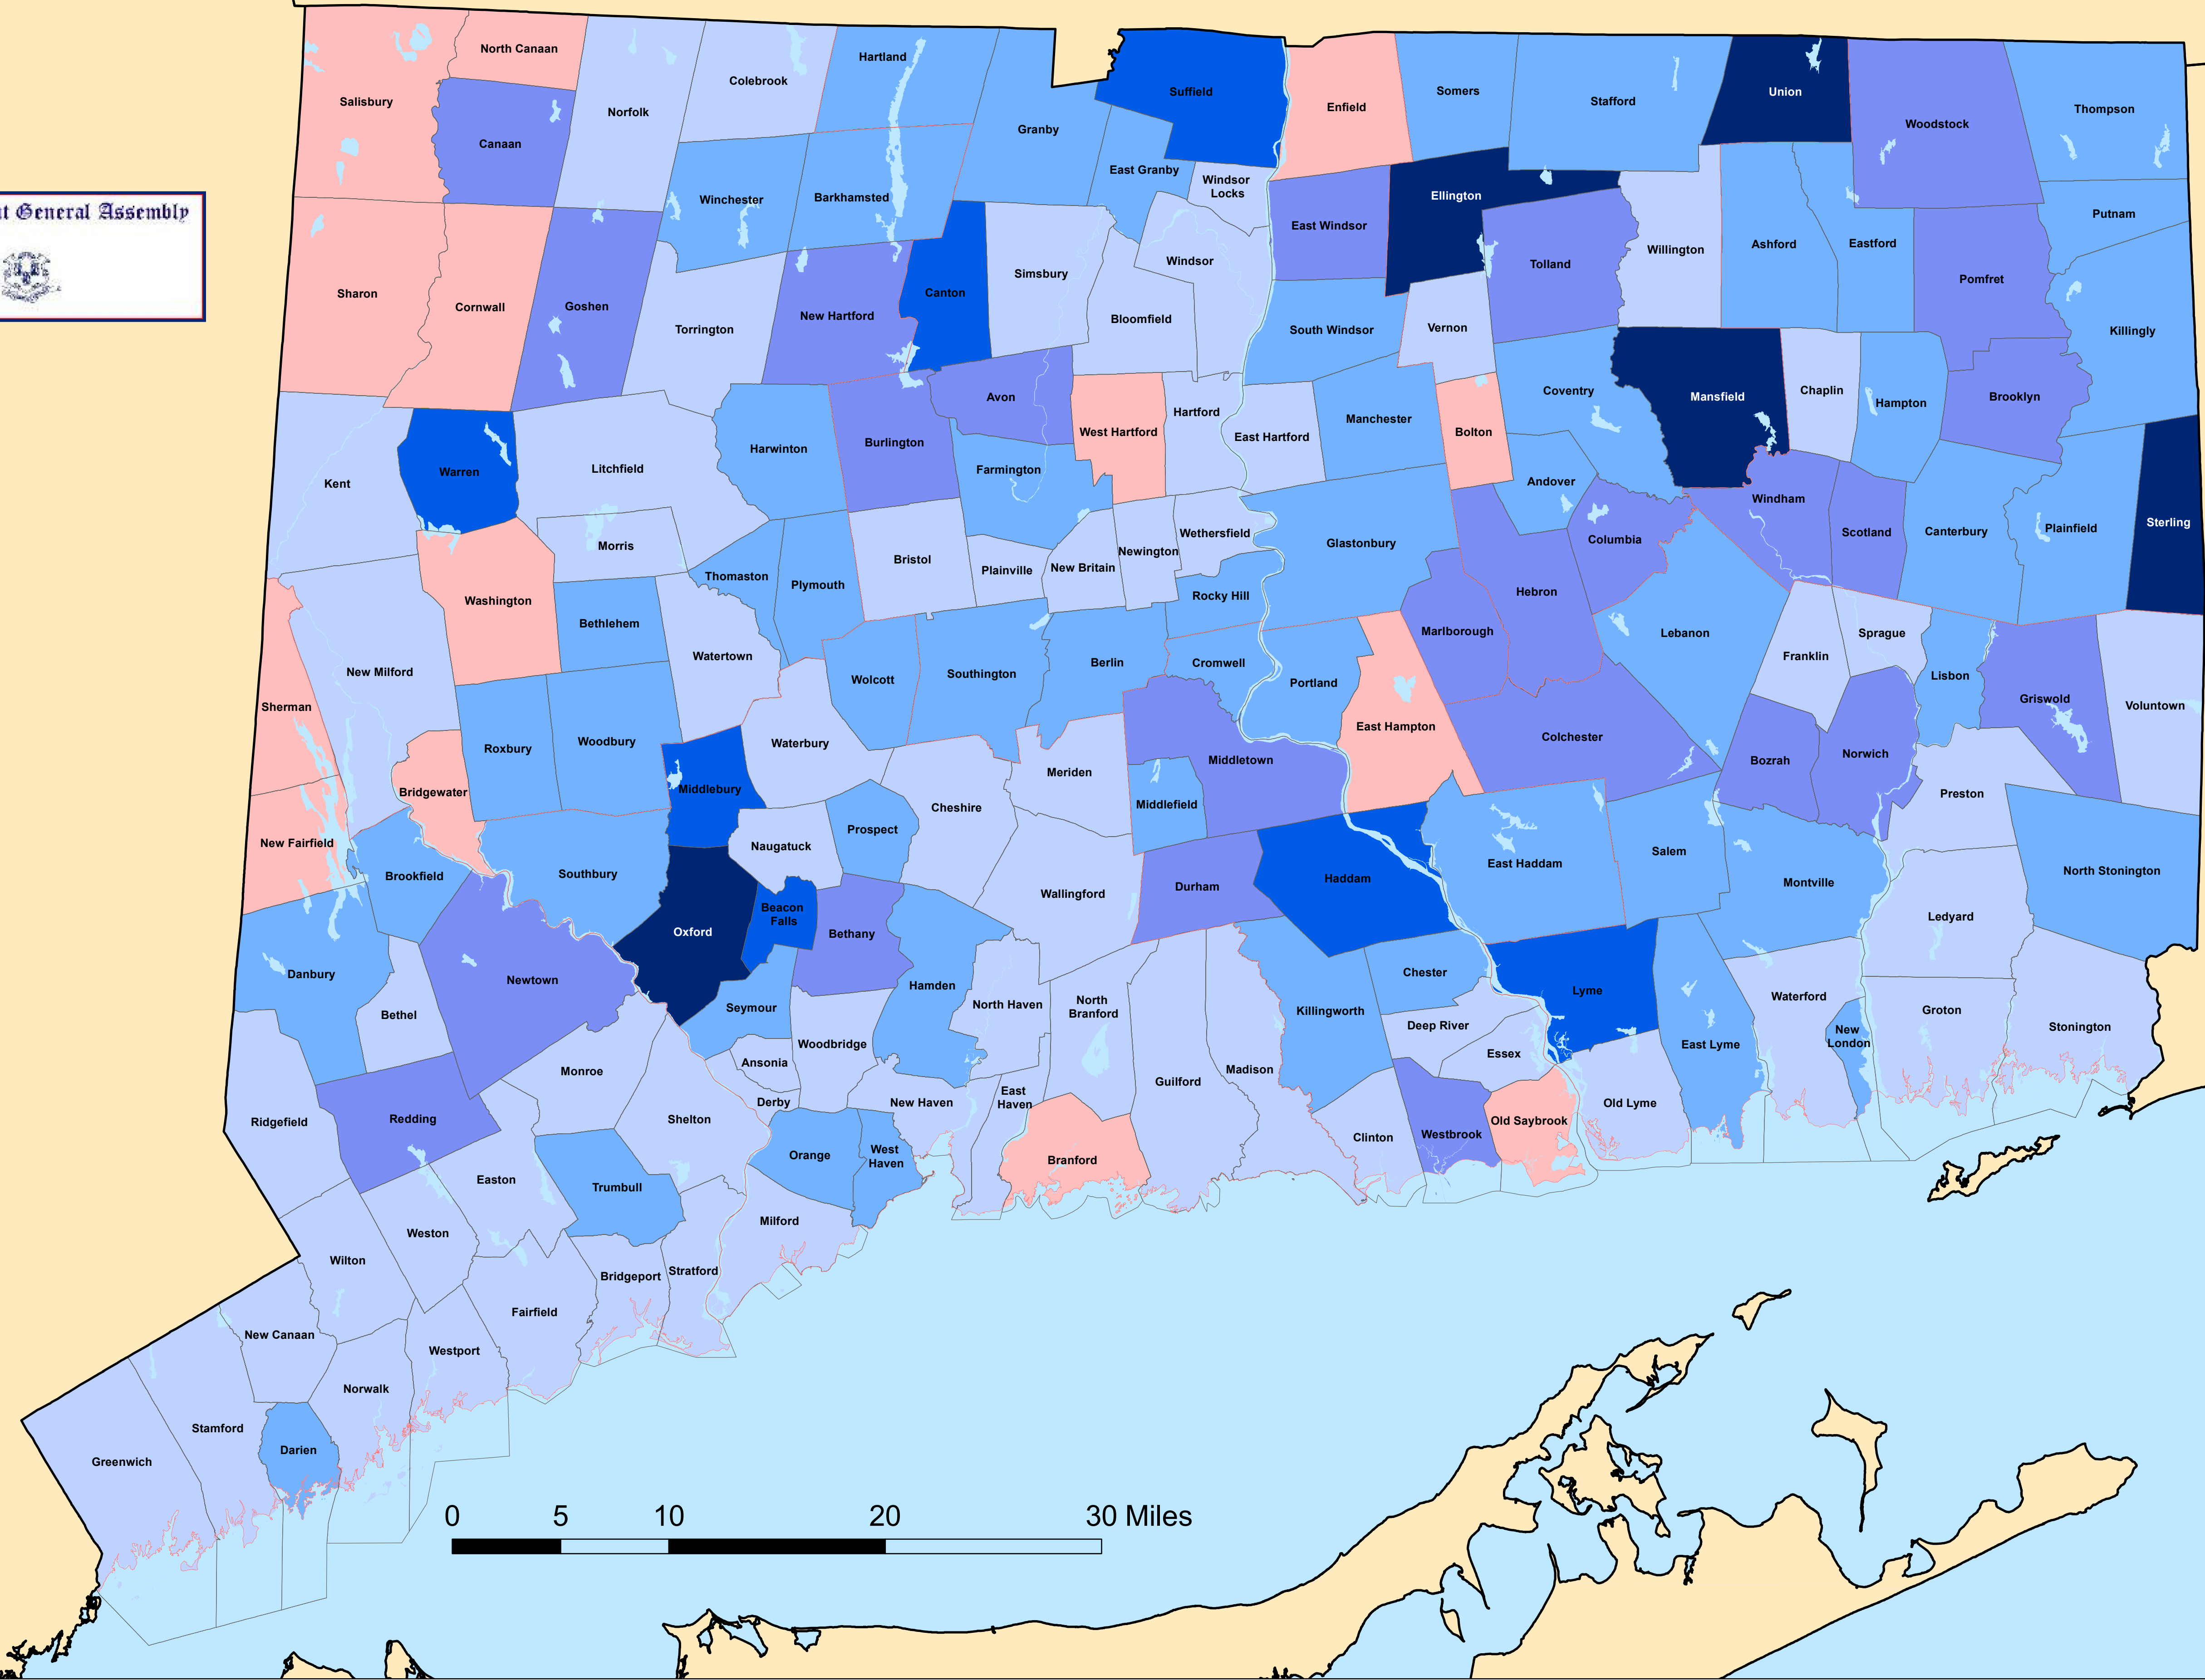 North Canaan
Hartland
Colebrook
Salisbury
Norfolk
Canaan
Granby
Suffield
Enfield
Somers
Stafford
Union
Woodstock
Thompson
East Granby
Windsor
Locks
Winchester
Barkhamsted
Ellington
East Windsor
Putnam
t General Assembly
Sharon
Cornwall
Goshen
Torrington
New Hartford
Canton
Simsbury
Windsor
Bloomfield
South Windsor
Vernon
Tolland
Willington
Ashford
Eastford
Pomfret
Killingly
Kent
Warren
Litchfield
Harwinton
Burlington
Avon
Farmington
West Hartford
Hartford
East Hartford
Manchester
Bolton
Coventry
Andover
Mansfield
Chaplin
Hampton
Brooklyn
Morris
Bristol
Plainville
New Britain
Newington
Wethersfield
Glastonbury
Columbia
Windham
Scotland
Canterbury
Plainfield
Sterling
Washington
Bethlehem
Thomaston
Plymouth
Watertown
Rocky Hill
Hebron
Marlborough
Lebanon
Franklin
Sprague
Lisbon
Griswold
Voluntown
New Milford
Sherman
Wolcott
Southington
Berlin
Cromwell
Portland
East Hampton
Colchester
Bozrah
Norwich
Preston
Roxbury
Woodbury
Waterbury
Middlebury
Bridgewater
Meriden
Middletown
Middlefield
Cheshire
Prospect
Naugatuck
New Fairfield
Brookfield
Southbury
Wallingford
Durham
Haddam
East Haddam
Salem
Montville
North Stonington
Ledyard
Oxford
Beacon
Falls
Bethany
Danbury
Newtown
Bethel
Seymour
Hamden
North Haven
North
Branford
Killingworth
Chester
Deep River
Essex
Lyme
East Lyme
Waterford
New
London
Groton
Stonington
Woodbridge
Ansonia
Derby
Monroe
Shelton
New Haven
East
Haven
Guilford
Madison
Clinton
Westbrook
Old Saybrook
Old Lyme
Ridgefield
Redding
Easton
Trumbull
Orange
West
Haven
Branford
Milford
Weston
Wilton
Bridgeport
Stratford
Fairfield
New Canaan
Westport
Norwalk
Stamford
Darien
Greenwich
0 5 10 20 30 Miles